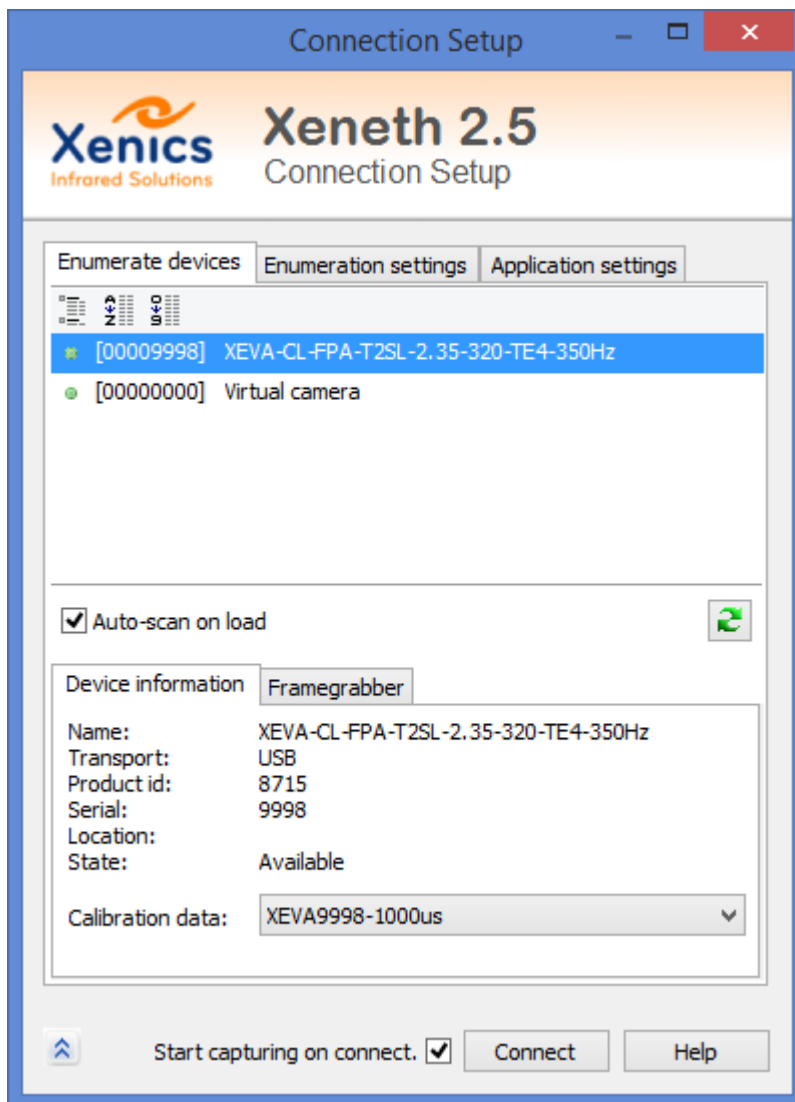 Connection Setup
Xenics
Infrared Solutions
Xeneth 2.5
Connection Setup
Enumerate devices Enumeration settings Application settings
[00009998] XEVA-CL-FPA-T2SL-2.35-320-TE4-350Hz
[00000000] Virtual camera
Auto-scan on load
Device information Framegrabber
Name: XEVA-CL-FPA-T2SL-2.35-320-TE4-350Hz
Transport: USB
Product id: 8715
Serial: 9998
Location:
State: Available
Calibration data: XEVA9998-1000us
Start capturing on connect. Connect Help